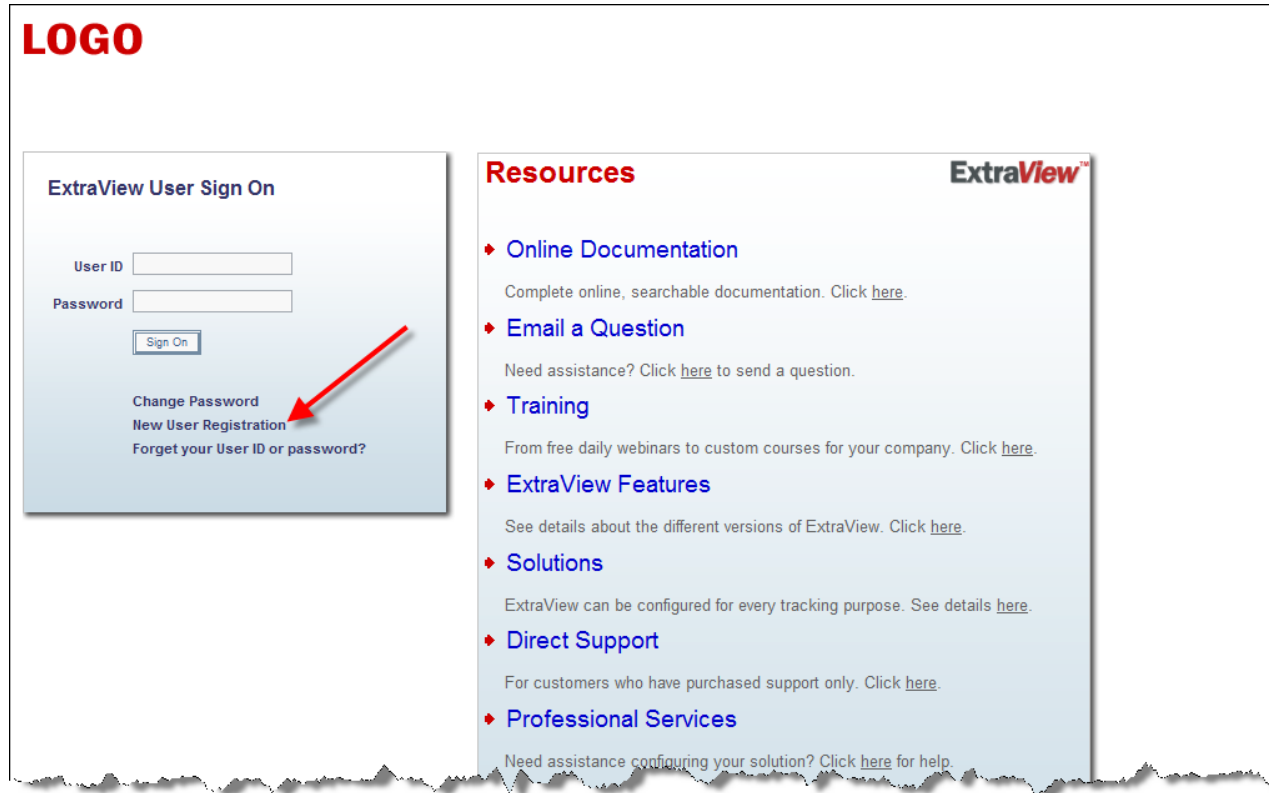 LOGO
ExtraView User Sign On
User ID
Password
Sign On
Change Password
New User Registration
Forget your User ID or password?
Resources
ExtraView™
Online Documentation
Complete online, searchable documentation. Click here.
Email a Question
Need assistance? Click here to send a question.
Training
From free daily webinars to custom courses for your company. Click here.
ExtraView Features
See details about the different versions of ExtraView. Click here.
Solutions
ExtraView can be configured for every tracking purpose. See details here.
Direct Support
For customers who have purchased support only. Click here.
Professional Services
Need assistance configuring your solution? Click here for help.